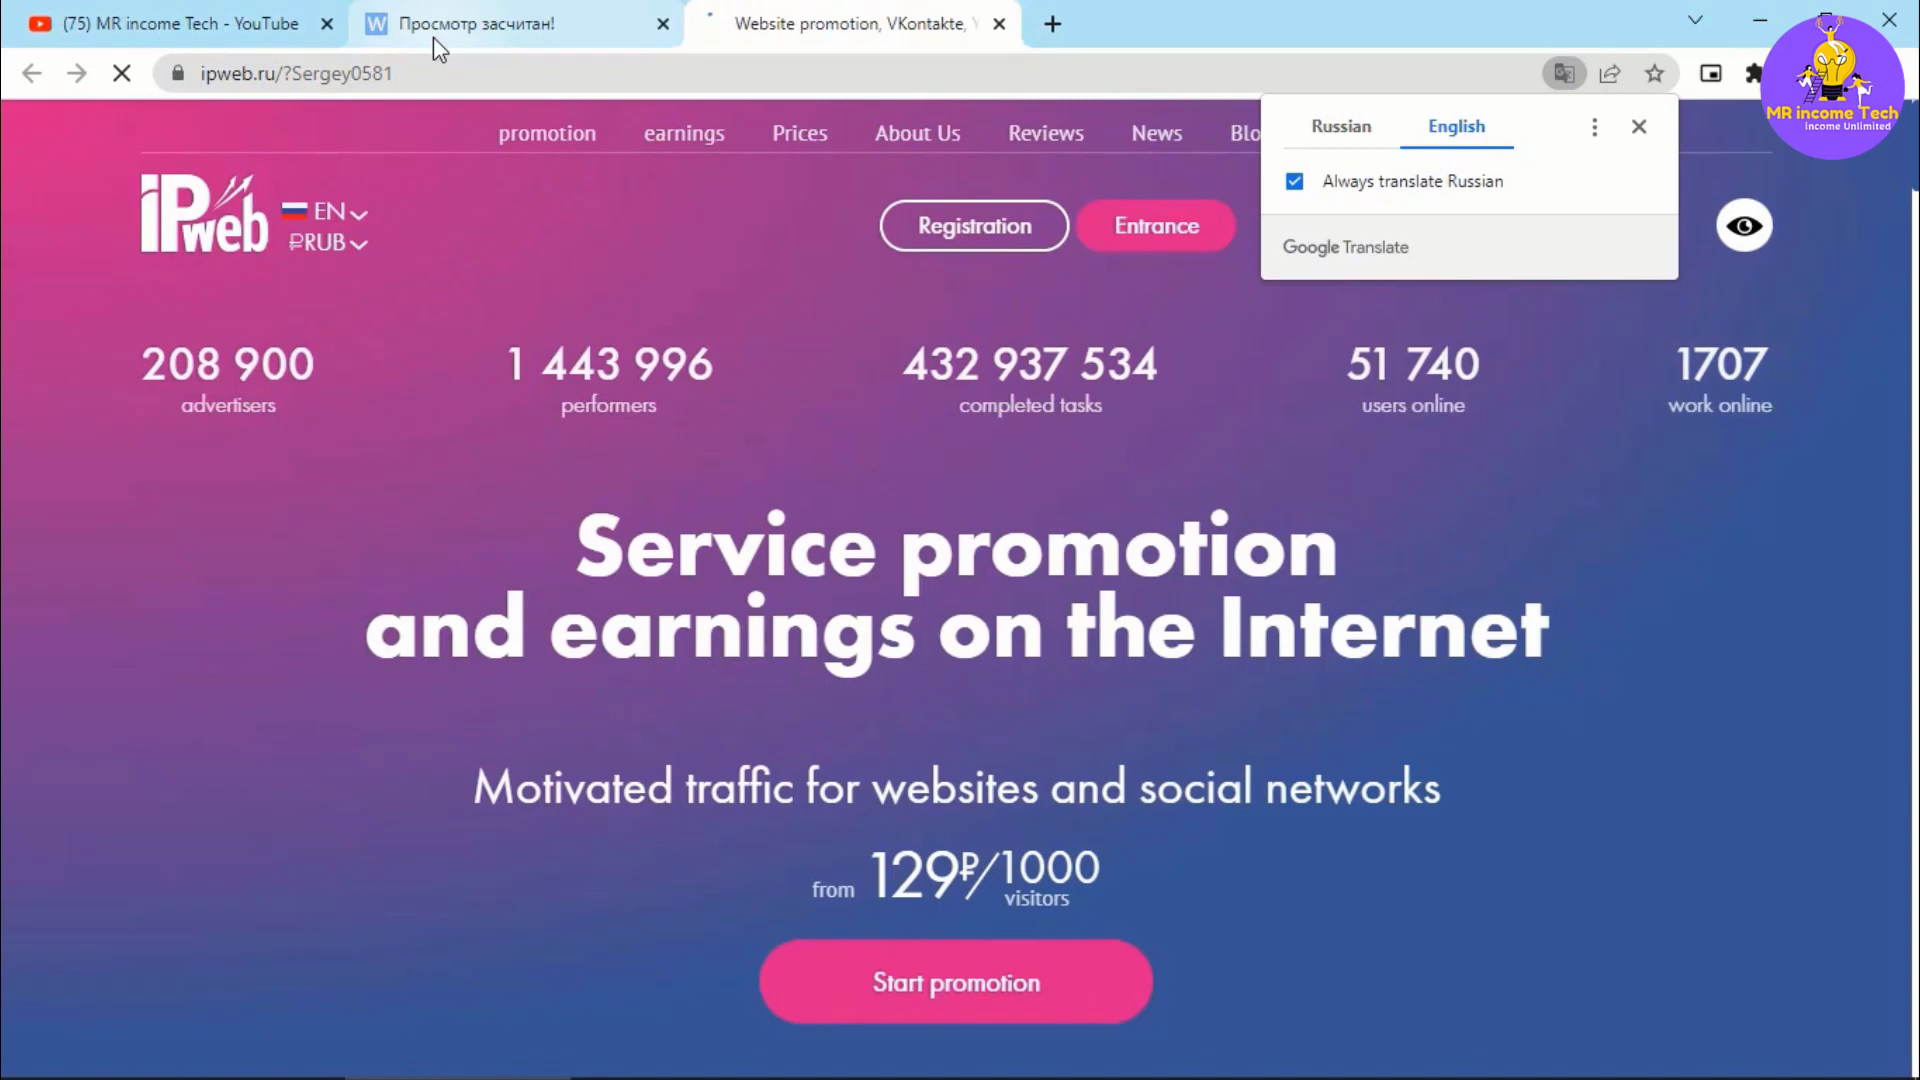 (75) MR income Tech - YouTube
W Просмотр засчитан!
Website promotion, VKontakte,
ipweb.ru/?Sergey0581
MR income Tech
income Unlimited
Russian
English
Always translate Russian
Google Translate
promotion earnings Prices About Us Reviews News Blo
iPweb
EN
₽RUB
Registration
Entrance
208 900
advertisers
1 443 996
performers
432 937 534
completed tasks
51 740
users online
1707
work online
Service promotion
and earnings on the Internet
Motivated traffic for websites and social networks
from 129₽/1000
visitors
Start promotion